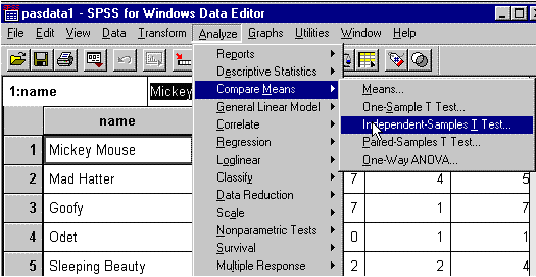 pasdata1 - SPSS for Windows Data Editor
File Edit View Data Transform Analyze Graphs Utilities Window Help
Reports
Descriptive Statistics
Compare Means
General Linear Model
Correlate
Regression
Loglinear
Classify
Data Reduction
Scale
Nonparametric Tests
Survival
Multiple Response
Means...
One-Sample T Test...
Independent-Samples T Test...
Paired-Samples T Test...
One-Way ANOVA...
1:name Mickey
name
1 Mickey Mouse
2 Mad Hatter 7 4 5
3 Goofy 7 1 7
4 Odet 0 1 1
5 Sleeping Beauty 2 2 4